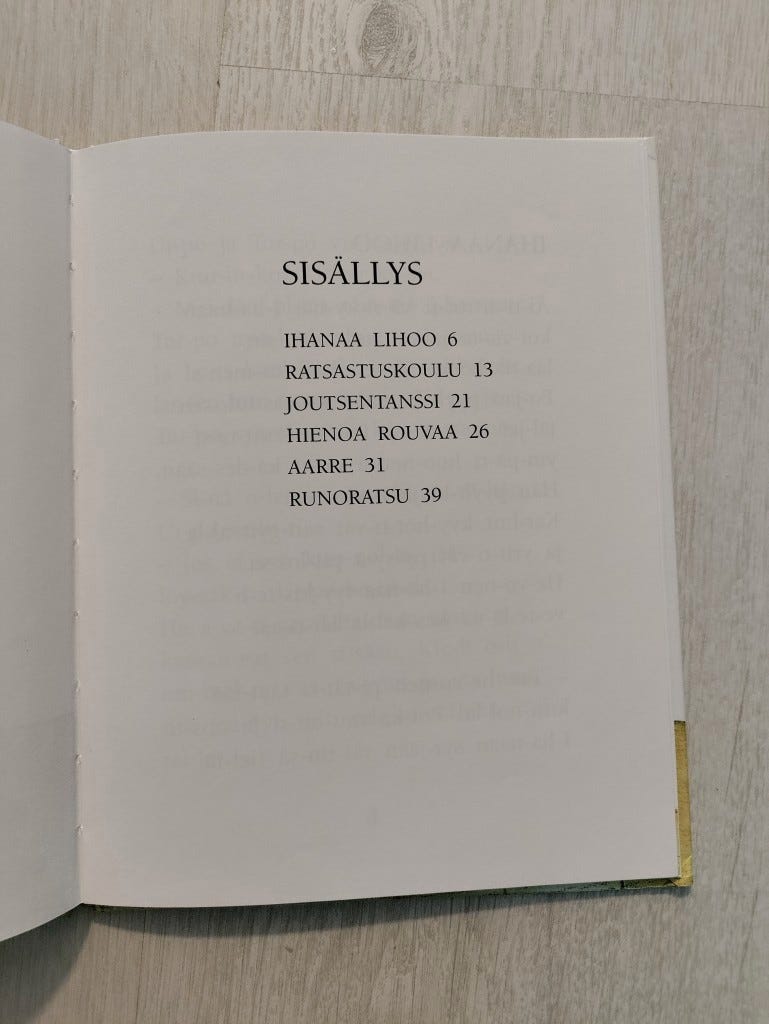 SISÄLLYS
IHANAA LIHOO 6
RATSASTUSKOULU 13
JOUTSENTANSSI 21
HIENOA ROUVAA 26
AARRE 31
RUNORATSU 39